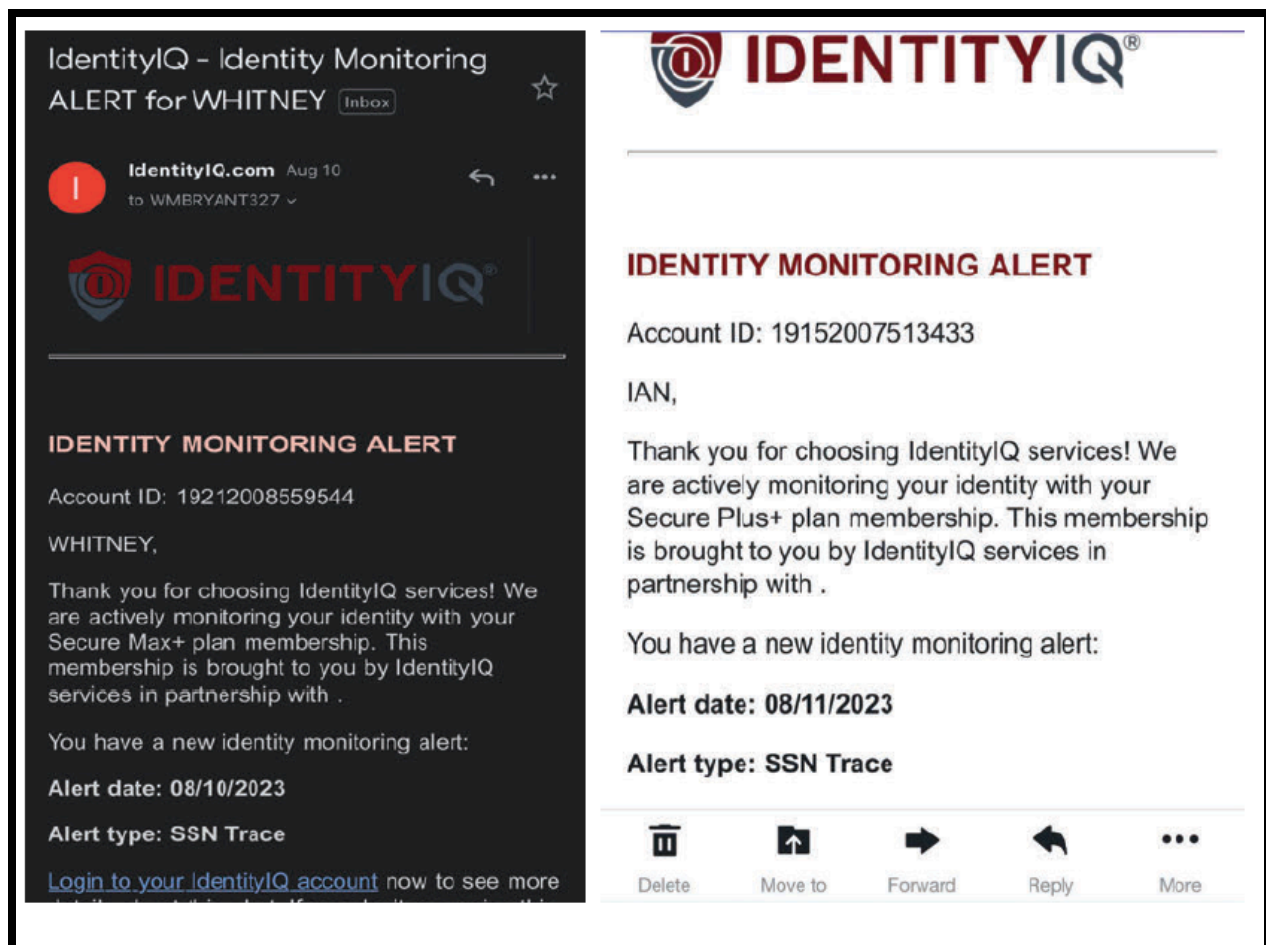 IdentityIQ - Identity Monitoring
ALERT for WHITNEY Inbox
IdentityIQ.com Aug 10
to WMBRYANT327
I
IDENTITYIQ®
IDENTITY MONITORING ALERT
Account ID: 19212008559544
WHITNEY,
Thank you for choosing IdentityIQ services! We
are actively monitoring your identity with your
Secure Max+ plan membership. This
membership is brought to you by IdentityIQ
services in partnership with .
You have a new identity monitoring alert:
Alert date: 08/10/2023
Alert type: SSN Trace
Login to your IdentityIQ account now to see more
IDENTITYIQ®
IDENTITY MONITORING ALERT
Account ID: 19152007513433
IAN,
Thank you for choosing IdentityIQ services! We
are actively monitoring your identity with your
Secure Plus+ plan membership. This membership
is brought to you by IdentityIQ services in
partnership with .
You have a new identity monitoring alert:
Alert date: 08/11/2023
Alert type: SSN Trace
Delete Move to Forward Reply More